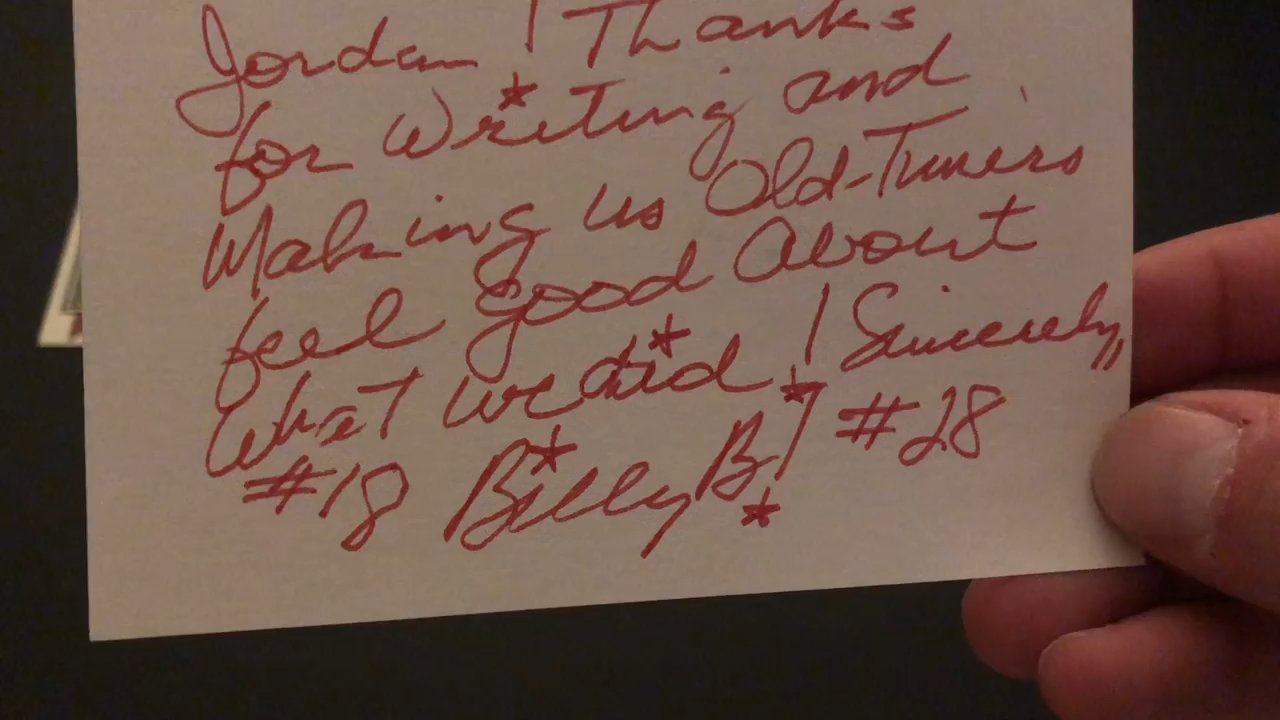 Jordan! Thanks
for Writing and
Making us Old-Timers
feel good About
what we did! Sincerely,,
#18 Billy B! #28